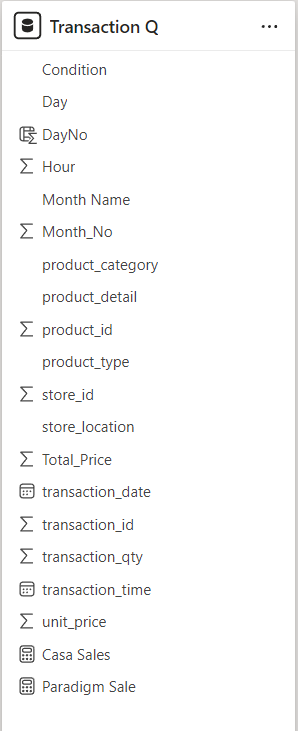 Transaction Q
Condition
Day
DayNo
Hour
Month Name
Month_No
product_category
product_detail
product_id
product_type
store_id
store_location
Total_Price
transaction_date
transaction_id
transaction_qty
transaction_time
unit_price
Casa Sales
Paradigm Sale